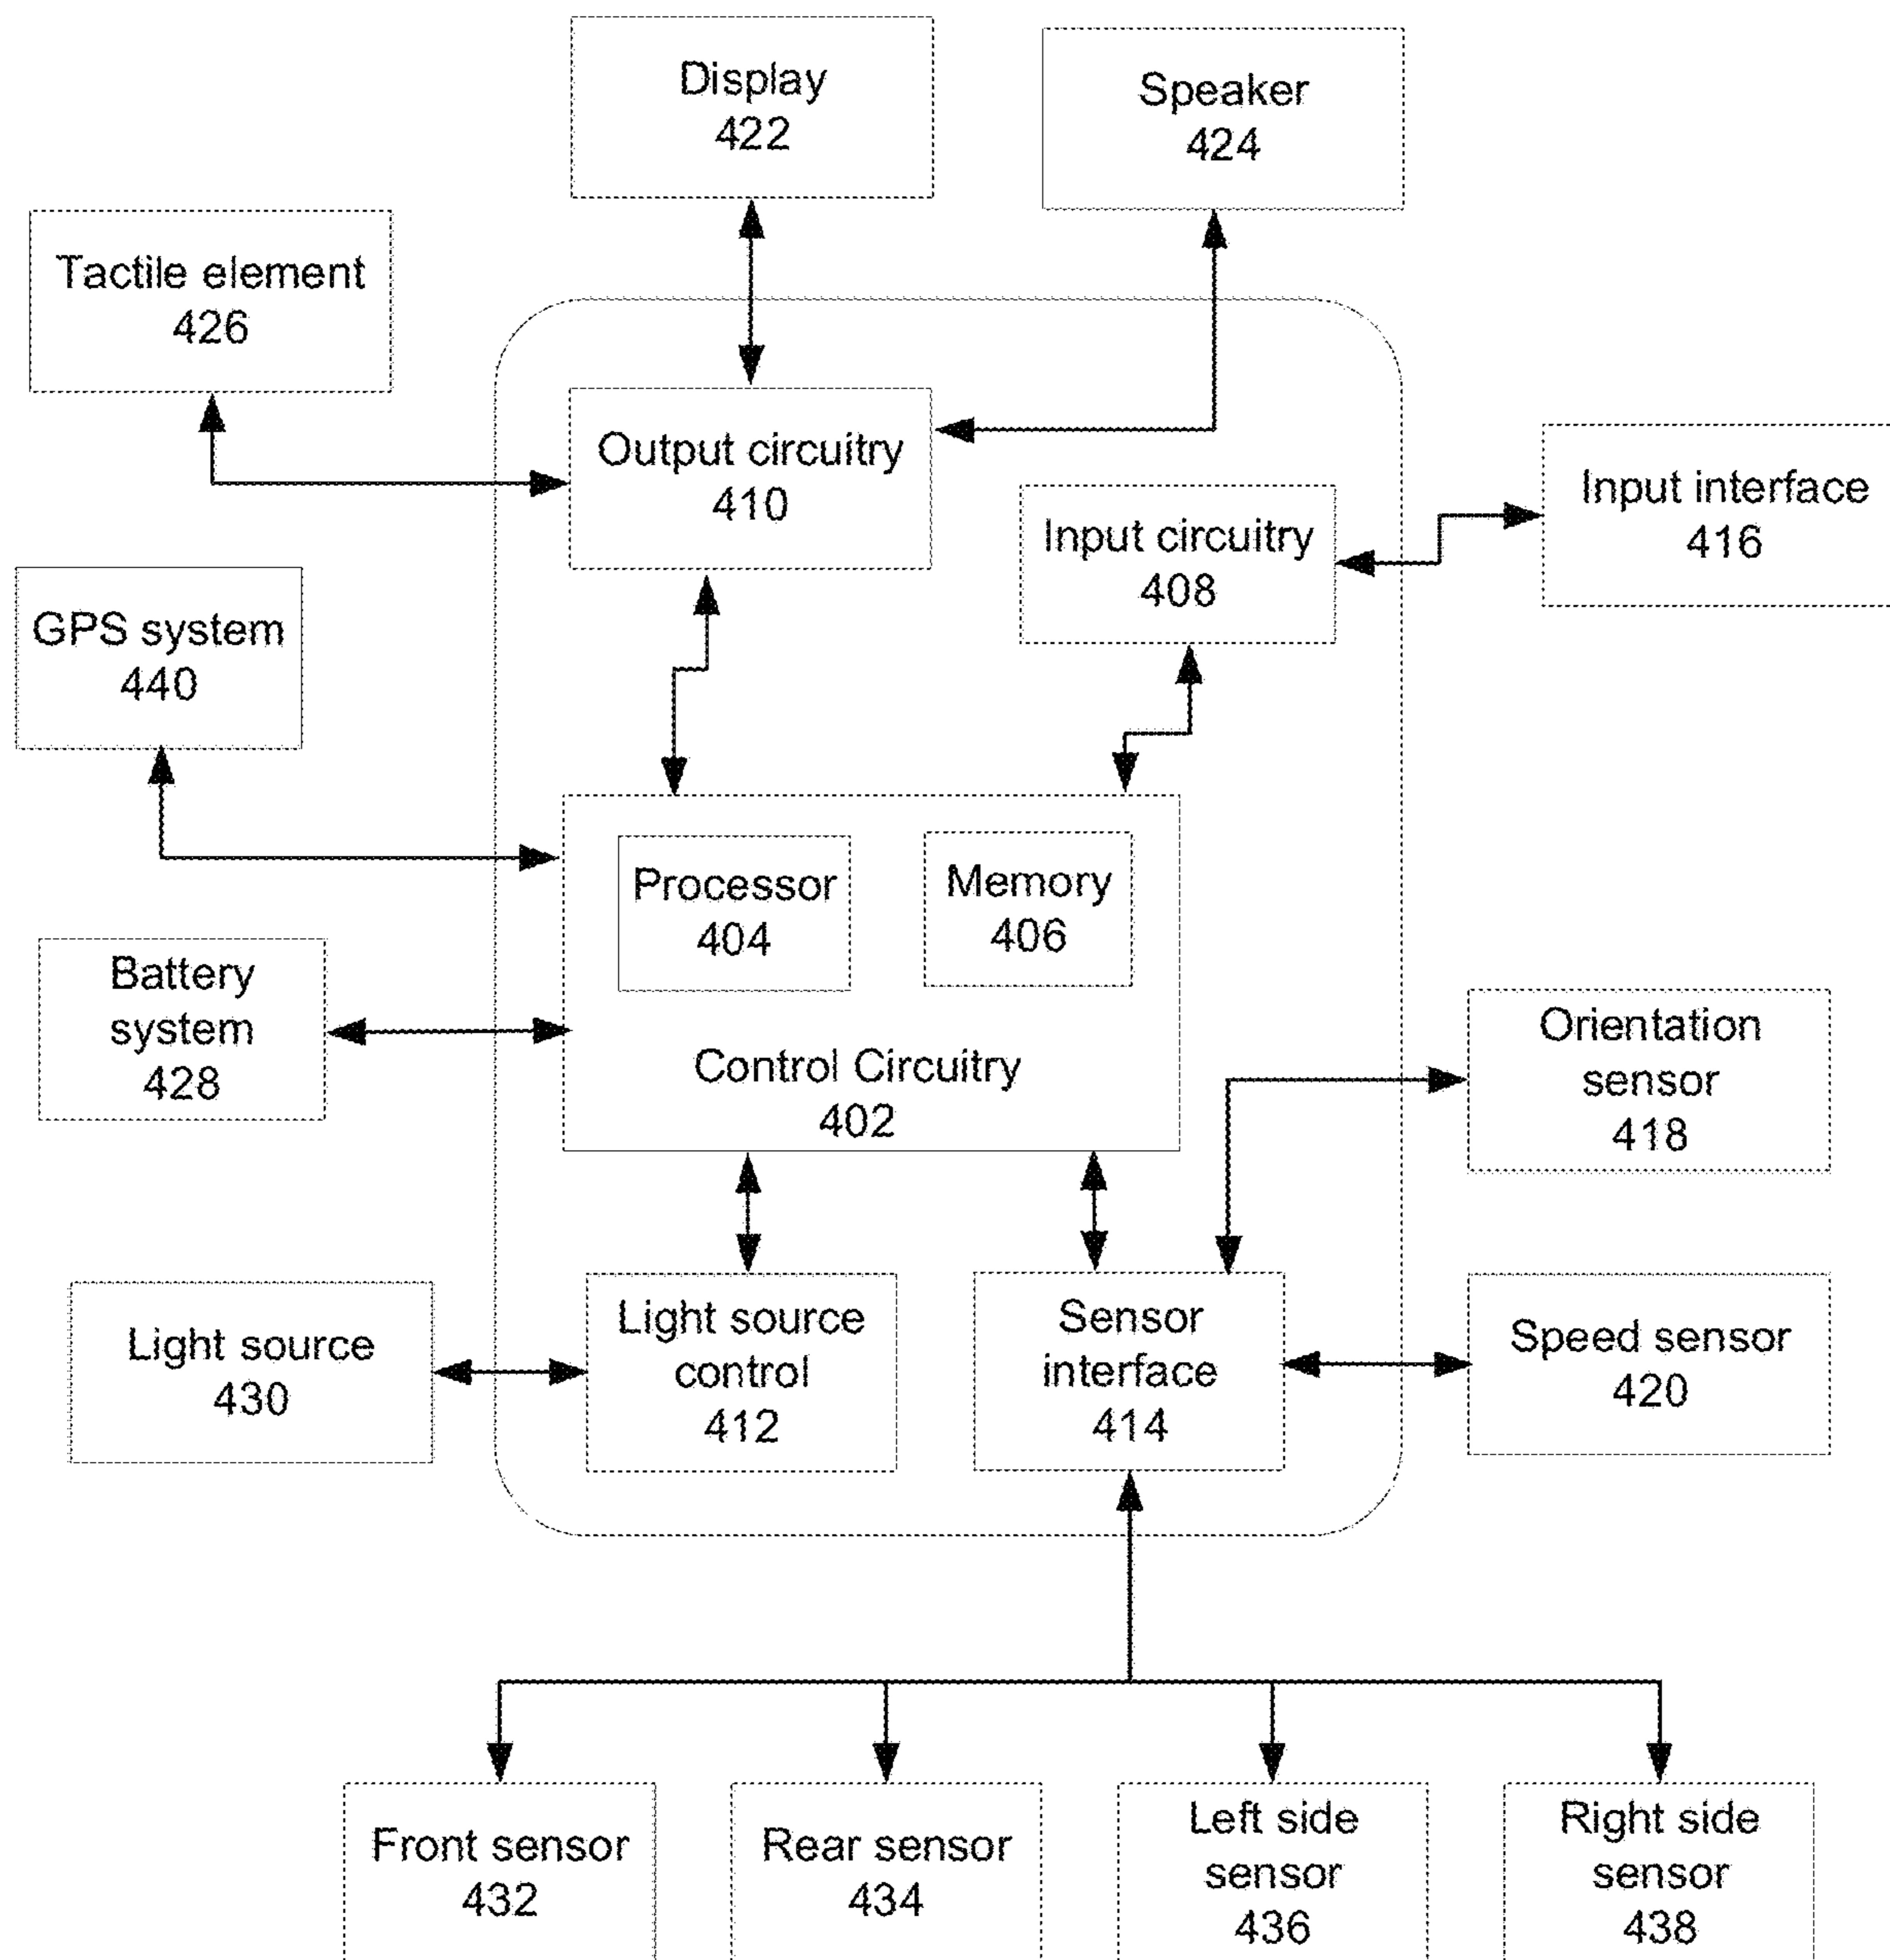 Display
422
Speaker
424
Tactile element
426
Output circuitry
410
Input interface
416
Input circuitry
408
GPS system
440
Processor
404
Memory
406
Battery
system
428
Control Circuitry
402
Orientation
sensor
418
Light source
430
Light source
control
412
Sensor
interface
414
Speed sensor
420
Front sensor
432
Rear sensor
434
Left side
sensor
436
Right side
sensor
438